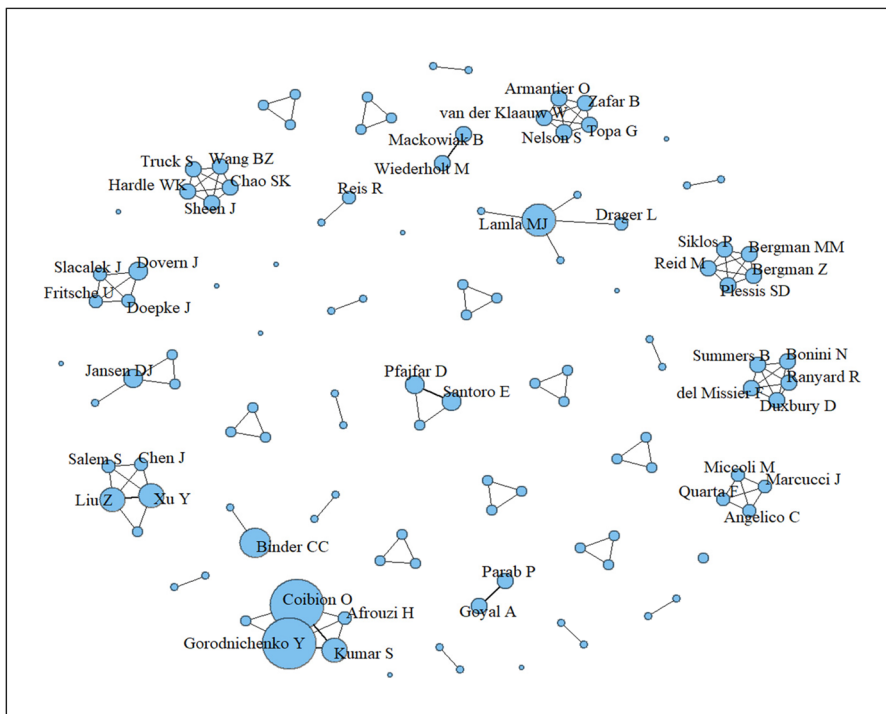 Armantier O
Zafar B
van der Klaauw W
Topa G
Nelson S
Mackowiak B
Wiederholt M
Truck S
Wang BZ
Hardle WK
Chao SK
Sheen J
Reis R
Lamla MJ
Drager L
Siklos P
Bergman MM
Reid M
Bergman Z
Plessis SD
Slacalek J
Dovern J
Fritsche U
Doepke J
Jansen DJ
Pfajfar D
Santoro E
Summers B
Bonini N
Ranyard R
del Missier F
Duxbury D
Salem S
Chen J
Liu Z
Xu Y
Miccoli M
Marcucci J
Quarta F
Angelico C
Binder CC
Parab P
Goyal A
Coibion O
Afrouzi H
Gorodnichenko Y
Kumar S